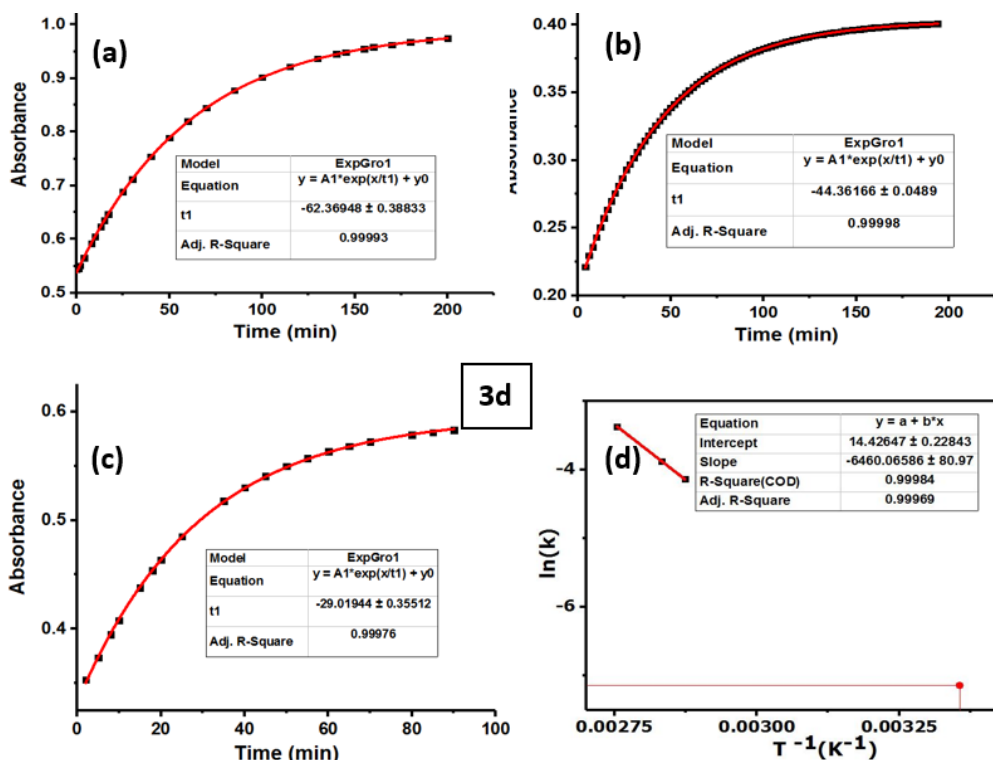 (a)
Absorbance
1.0
0.9
0.8
0.7
0.6
0.5
Model ExpGro1
Equation y = A1*exp(x/t1) + y0
t1 -62.36948 ± 0.38833
Adj. R-Square 0.99993
0 50 100 150 200
Time (min)
(b)
Absorbance
0.40
0.35
0.30
0.25
0.20
Model ExpGro1
Equation y = A1*exp(x/t1) + y0
t1 -44.36166 ± 0.0489
Adj. R-Square 0.99998
0 50 100 150 200
Time (min)
3d
(c)
Absorbance
0.6
0.5
0.4
Model ExpGro1
Equation y = A1*exp(x/t1) + y0
t1 -29.01944 ± 0.35512
Adj. R-Square 0.99976
0 20 40 60 80 100
Time (min)
(d)
ln(k)
-4
-6
Equation y = a + b*x
Intercept 14.42647 ± 0.22843
Slope -6460.06586 ± 80.97
R-Square(COD) 0.99984
Adj. R-Square 0.99969
0.00275 0.00300 0.00325
T⁻¹(K⁻¹)